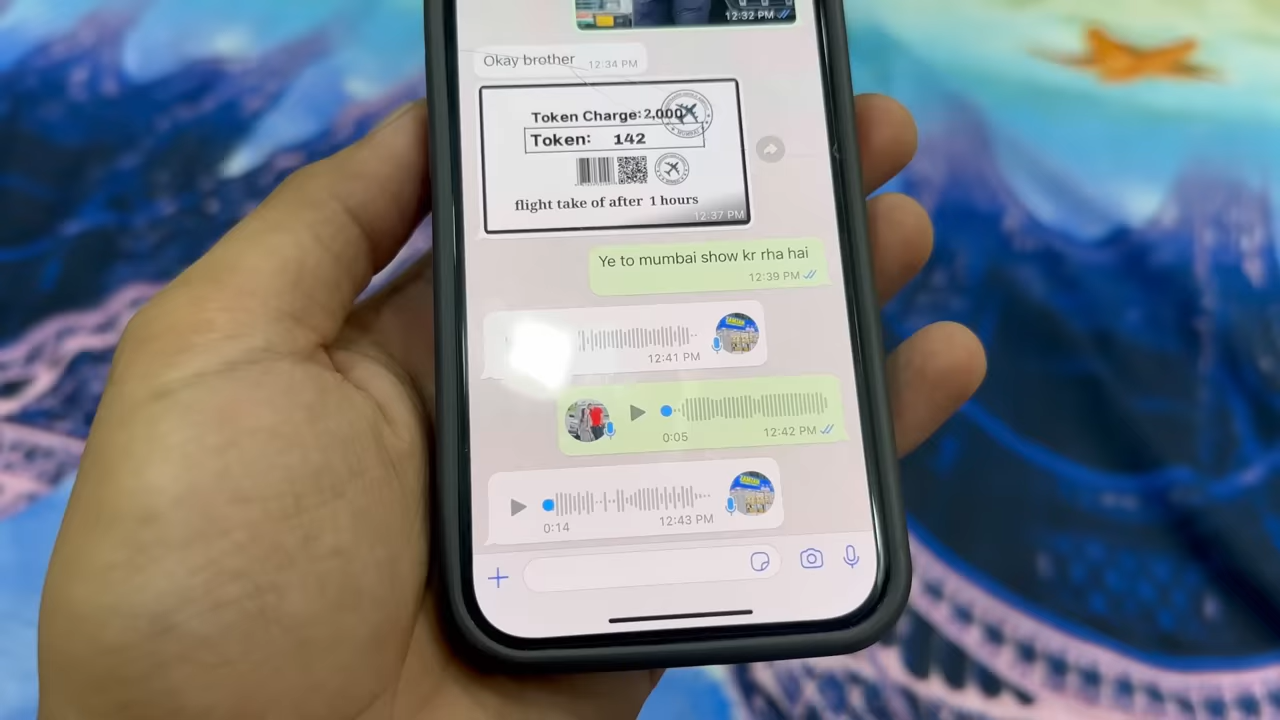 12:32 PM
Okay brother
12:34 PM
Token Charge:2,000
Token: 142
MUMBAI
flight take of after 1 hours
12:37 PM
Ye to mumbai show kr rha hai
12:39 PM
12:41 PM
0:05
12:42 PM
0:14
12:43 PM